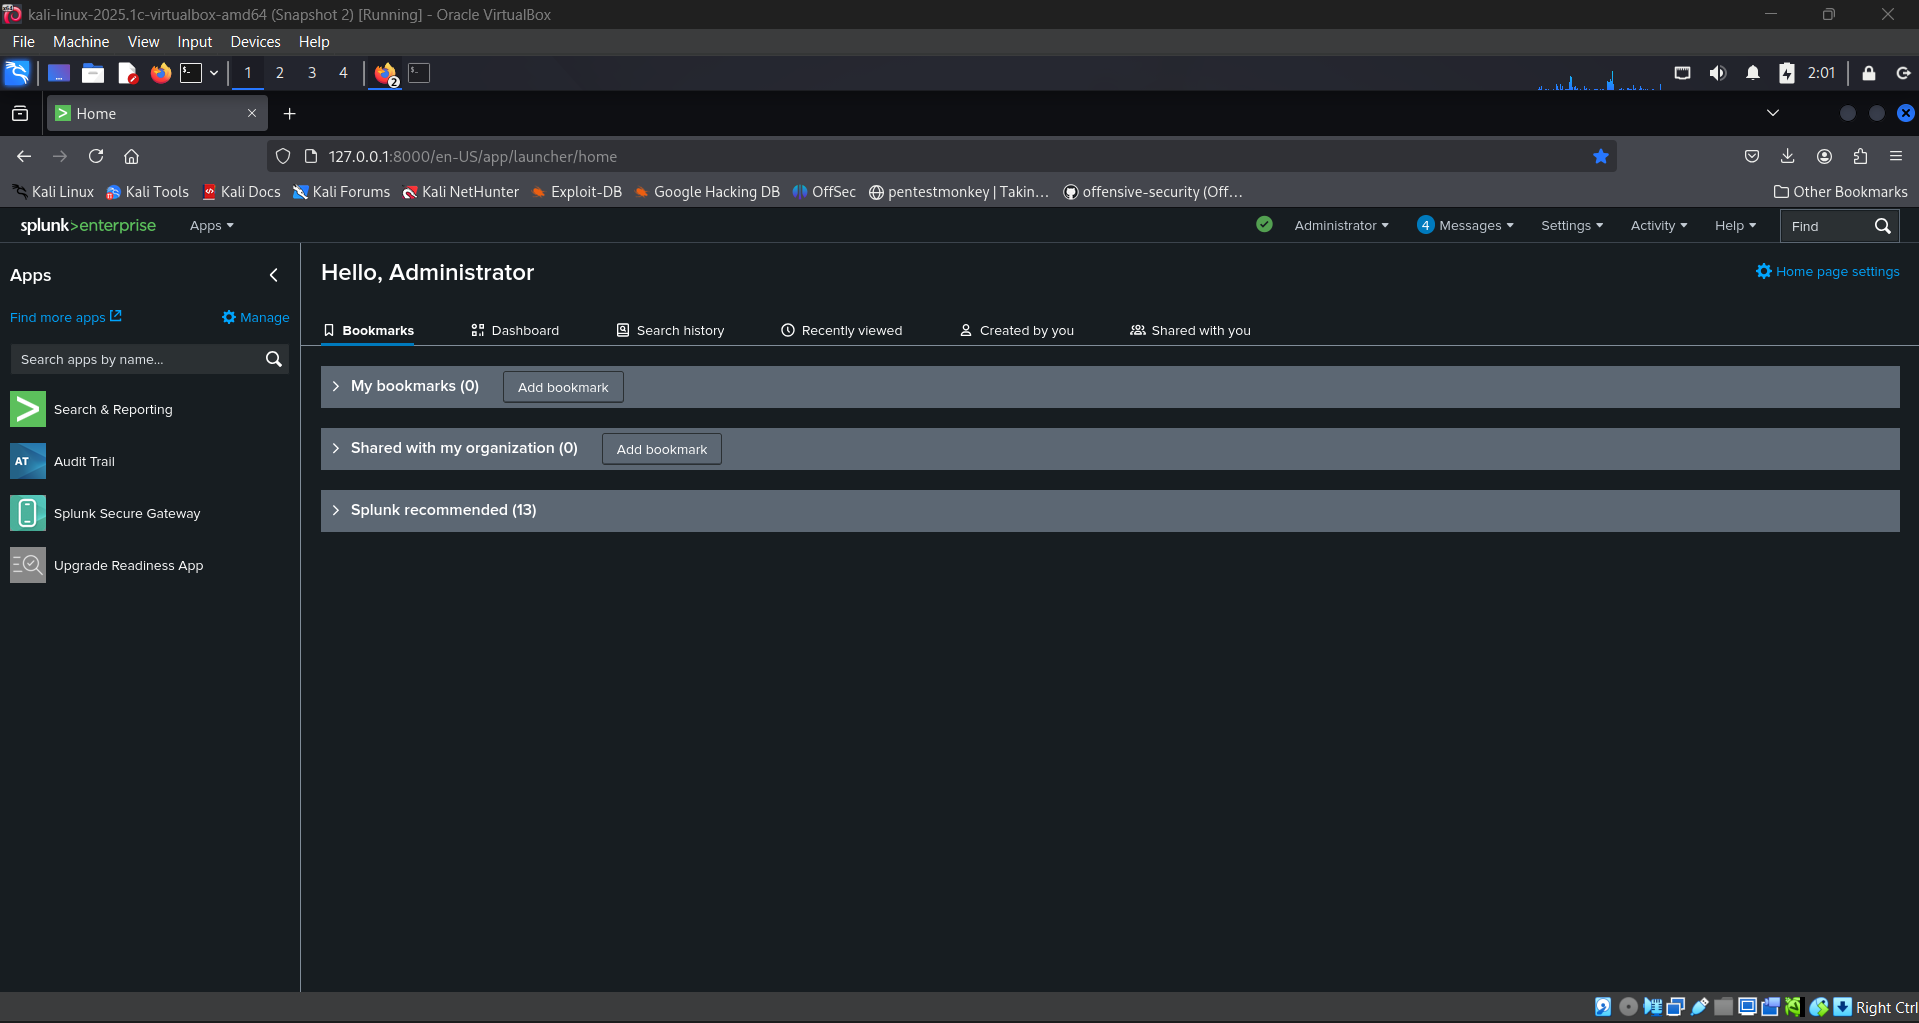 kali-linux-2025.1c-virtualbox-amd64 (Snapshot 2) [Running] - Oracle VirtualBox
File Machine View Input Devices Help
1 2 3 4 2 2:01
Home
127.0.0.1:8000/en-US/app/launcher/home
Kali Linux Kali Tools Kali Docs Kali Forums Kali NetHunter Exploit-DB Google Hacking DB OffSec pentestmonkey | Takin... offensive-security (Off... Other Bookmarks
splunk>enterprise Apps Administrator 4 Messages Settings Activity Help Find
Apps
Hello, Administrator
Home page settings
Find more apps Manage
Bookmarks Dashboard Search history Recently viewed Created by you Shared with you
Search apps by name...
My bookmarks (0) Add bookmark
Search & Reporting
Shared with my organization (0) Add bookmark
AT Audit Trail
Splunk recommended (13)
Splunk Secure Gateway
Upgrade Readiness App
Right Ctrl